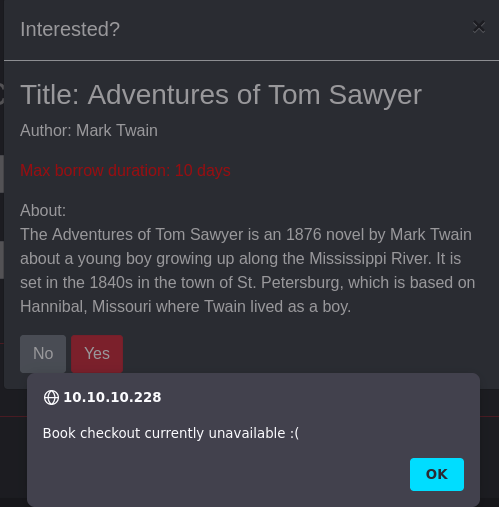 Interested?
×
Title: Adventures of Tom Sawyer
Author: Mark Twain
Max borrow duration: 10 days
About:
The Adventures of Tom Sawyer is an 1876 novel by Mark Twain
about a young boy growing up along the Mississippi River. It is
set in the 1840s in the town of St. Petersburg, which is based on
Hannibal, Missouri where Twain lived as a boy.
No
Yes
10.10.10.228
Book checkout currently unavailable :(
OK